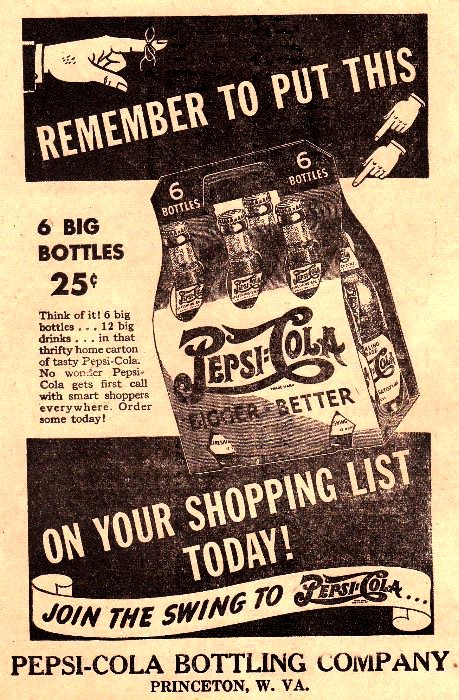 REMEMBER TO PUT THIS
6
BOTTLES
6
BOTTLES
6 BIG
BOTTLES
25¢
Think of it! 6 big
bottles . . . 12 big
drinks . . . in that
thrifty home carton
of tasty Pepsi-Cola.
No wonder Pepsi-
Cola gets first call
with smart shoppers
everywhere. Order
some today!
PEPSI-COLA
BIGGER - BETTER
ON YOUR SHOPPING LIST
TODAY!
JOIN THE SWING TO PEPSI-COLA...
PEPSI-COLA BOTTLING COMPANY
PRINCETON, W. VA.